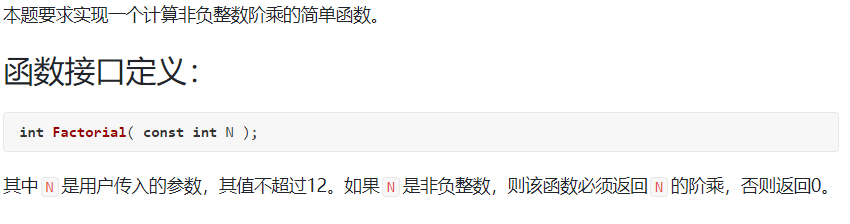 本题要求实现一个计算非负整数阶乘的简单函数。
函数接口定义：
int Factorial( const int N );
其中 N 是用户传入的参数，其值不超过12。如果 N 是非负整数，则该函数必须返回 N 的阶乘，否则返回0。